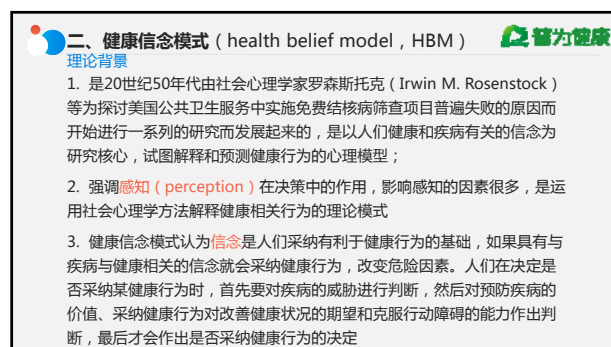 二、健康信念模式（health belief model，HBM）
普为健康
理论背景
1. 是20世纪50年代由社会心理学家罗森斯托克（Irwin M. Rosenstock）
等为探讨美国公共卫生服务中实施免费结核病筛查项目普遍失败的原因而
开始进行一系列的研究而发展起来的，是以人们健康和疾病有关的信念为
研究核心，试图解释和预测健康行为的心理模型；
2. 强调感知（perception）在决策中的作用，影响感知的因素很多，是运
用社会心理学方法解释健康相关行为的理论模式
3. 健康信念模式认为信念是人们采纳有利于健康行为的基础，如果具有与
疾病与健康相关的信念就会采纳健康行为，改变危险因素。人们在决定是
否采纳某健康行为时，首先要对疾病的威胁进行判断，然后对预防疾病的
价值、采纳健康行为对改善健康状况的期望和克服行动障碍的能力作出判
断，最后才会作出是否采纳健康行为的决定